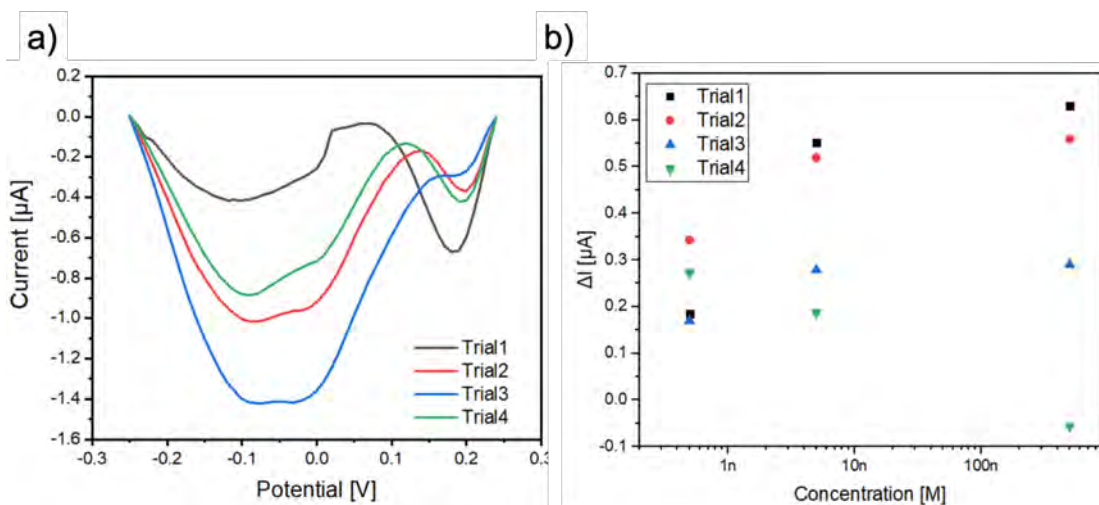 a)
0.2
0.0
-0.2
-0.4
-0.6
-0.8
-1.0
-1.2
-1.4
-1.6
Current [µA]
Trial1
Trial2
Trial3
Trial4
-0.3
-0.2
-0.1
0.0
0.1
0.2
Potential [V]
b)
0.7
0.6
0.5
0.4
0.3
0.2
0.1
0.0
-0.1
ΔI [µA]
Trial1
Trial2
Trial3
Trial4
1n
10n
100n
Concentration [M]